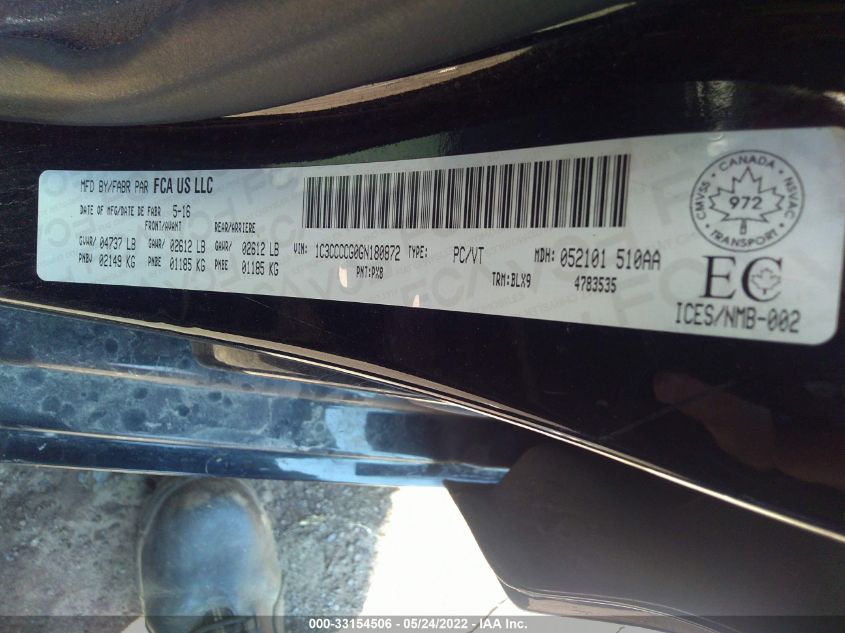 MFD BY/FABR PAR FCA US LLC
DATE OF MFG/DATE DE FABR 5-16
FRONT/AVANT REAR/ARRIERE
GVWR/ 04737 LB GAWR/ 02612 LB GAWR/ 02612 LB
PNBV 02149 KG PNBE 01185 KG PNBE 01185 KG
VIN: 1C3CCCCG0GN180872 TYPE: PC/VT MDH: 052101 510AA
PNT:PX8 TRM:BLX9 4783535
CANADA
CMVSS 972 NSVAC
TRANSPORT
EC
ICES/NMB-002
000-33154506 - 05/24/2022 - IAA Inc.